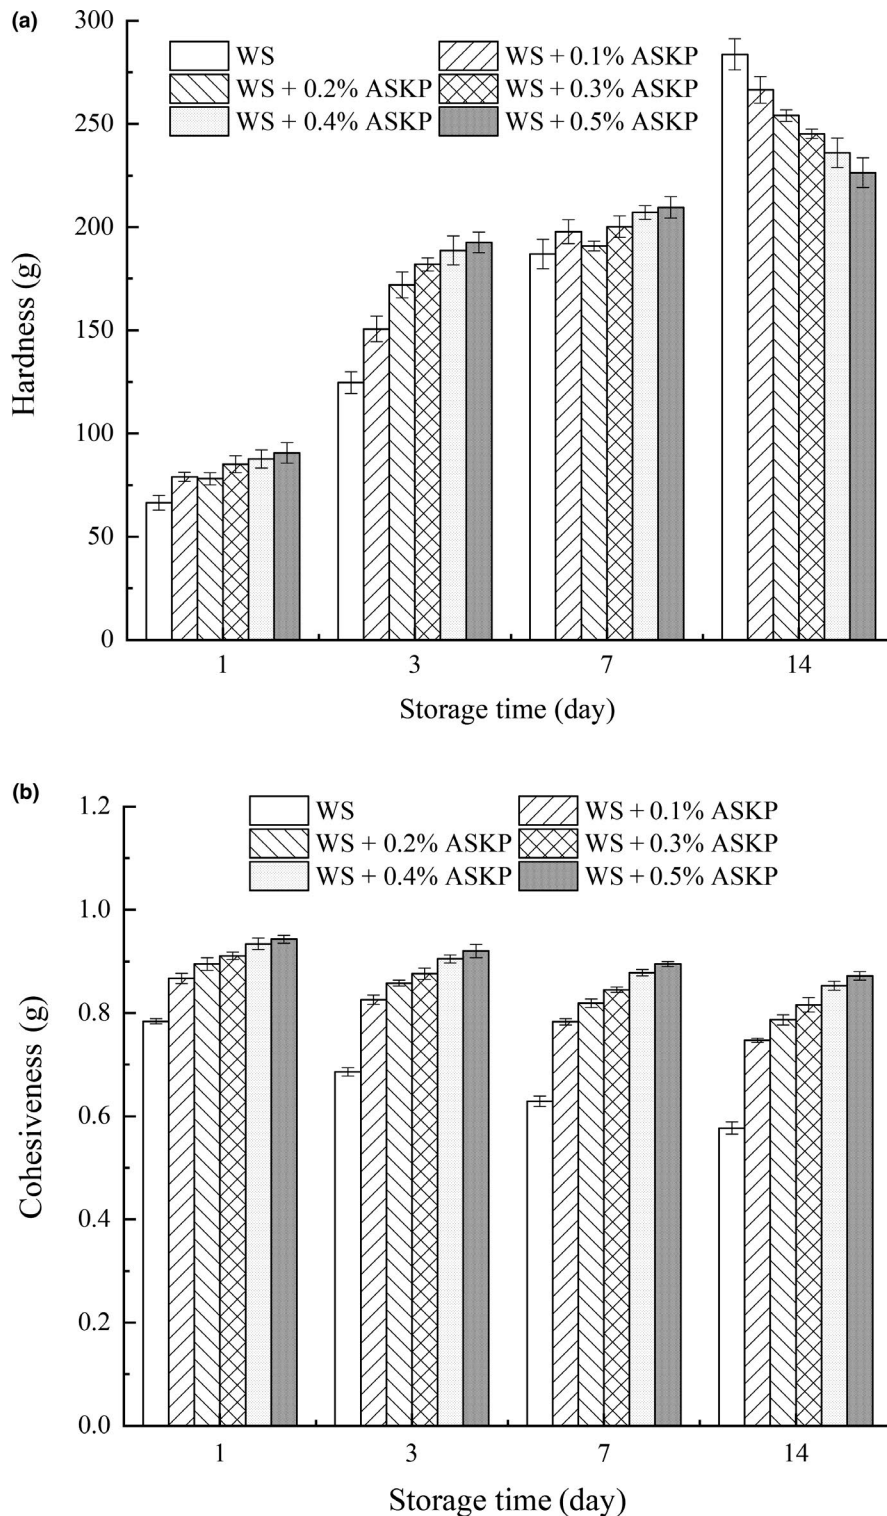 (a)
300
250
200
150
100
50
0
Hardness (g)
WS
WS + 0.1% ASKP
WS + 0.2% ASKP
WS + 0.3% ASKP
WS + 0.4% ASKP
WS + 0.5% ASKP
1 3 7 14
Storage time (day)
(b)
1.2
1.0
0.8
0.6
0.4
0.2
0.0
Cohesiveness (g)
WS
WS + 0.1% ASKP
WS + 0.2% ASKP
WS + 0.3% ASKP
WS + 0.4% ASKP
WS + 0.5% ASKP
1 3 7 14
Storage time (day)